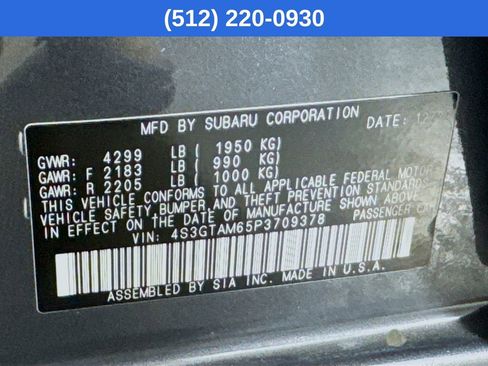 (512) 220-0930
MFD BY SUBARU CORPORATION
DATE:
GVWR: 4299 LB ( 1950 KG)
GAWR: F 2183 LB ( 990 KG)
GAWR: R 2205 LB ( 1000 KG)
THIS VEHICLE CONFORMS TO ALL APPLICABLE FEDERAL MOTOR
VEHICLE SAFETY, BUMPER, AND THEFT PREVENTION STANDARDS
IN EFFECT ON THE DATE OF MANUFACTURE SHOWN ABOVE.
VIN: 4S3GTAM65P3709378 PASSENGER CAR
ASSEMBLED BY SIA INC. MADE IN U.S.A.